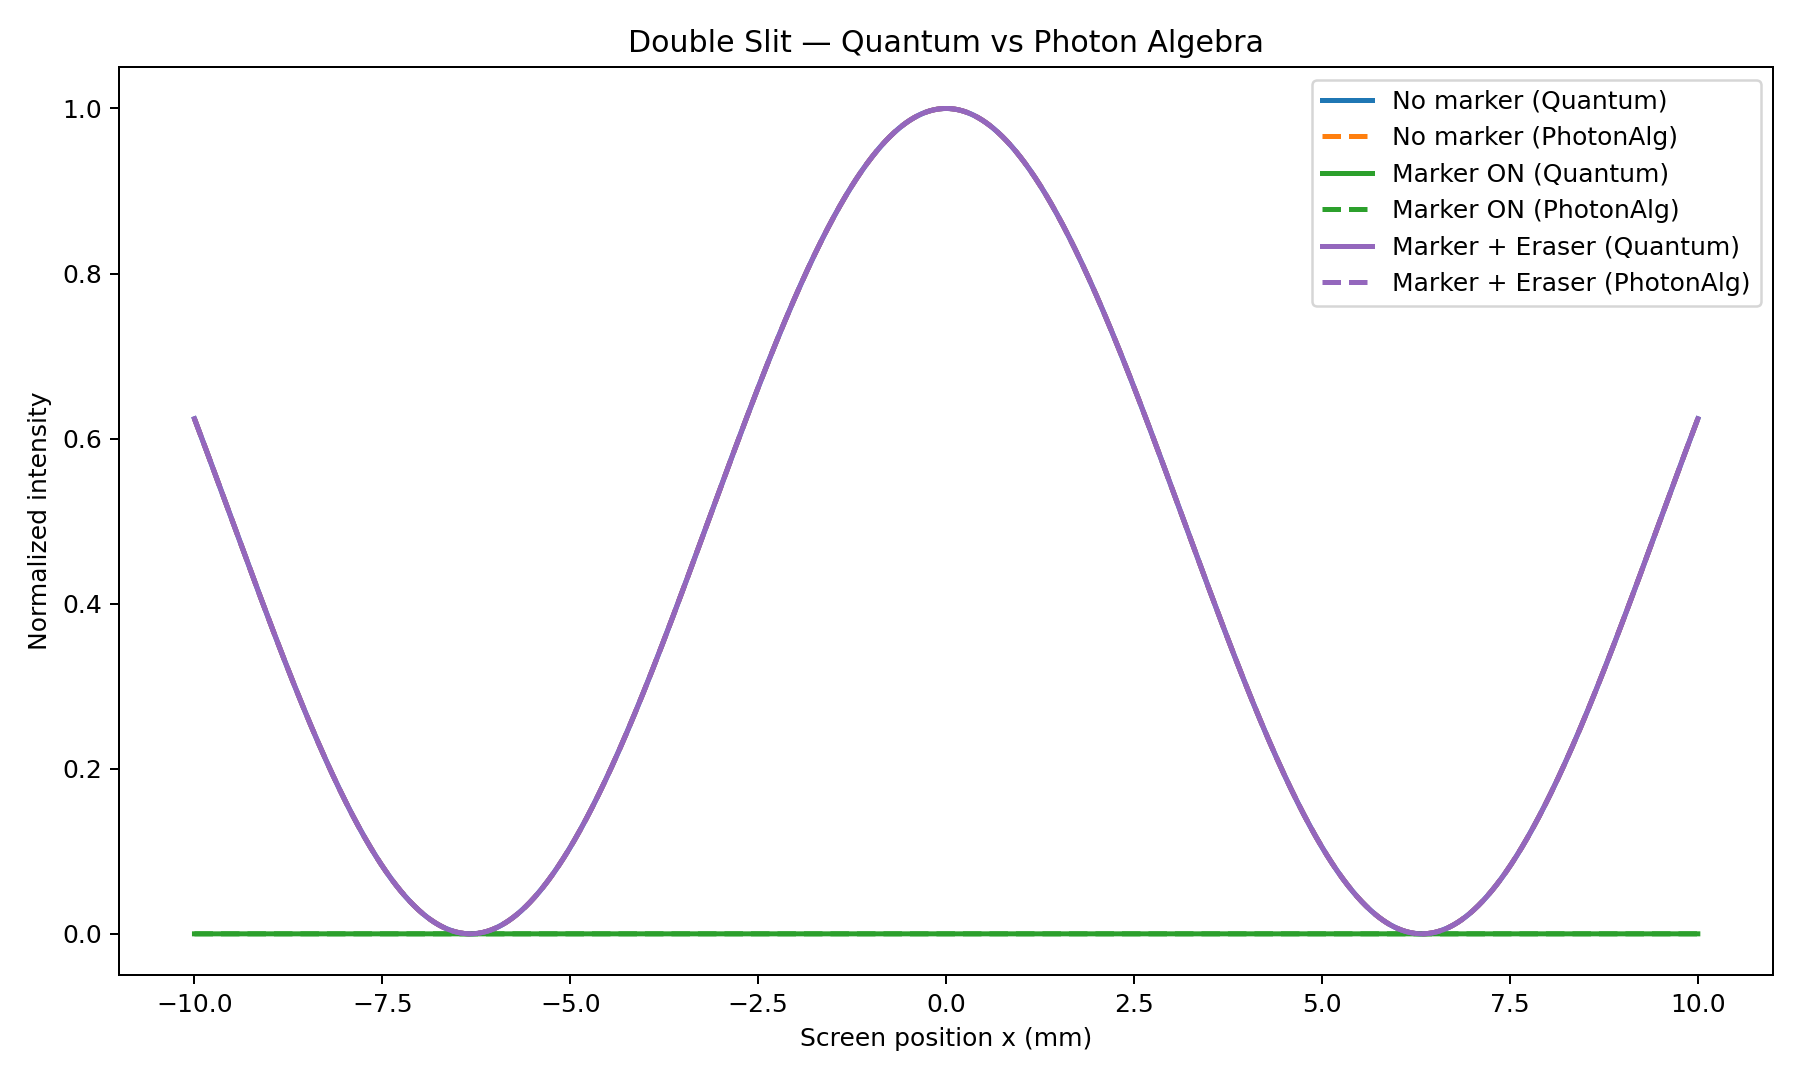 Double Slit — Quantum vs Photon Algebra
No marker (Quantum)
No marker (PhotonAlg)
Marker ON (Quantum)
Marker ON (PhotonAlg)
Marker + Eraser (Quantum)
Marker + Eraser (PhotonAlg)
Normalized intensity
1.0
0.8
0.6
0.4
0.2
0.0
−10.0 −7.5 −5.0 −2.5 0.0 2.5 5.0 7.5 10.0
Screen position x (mm)